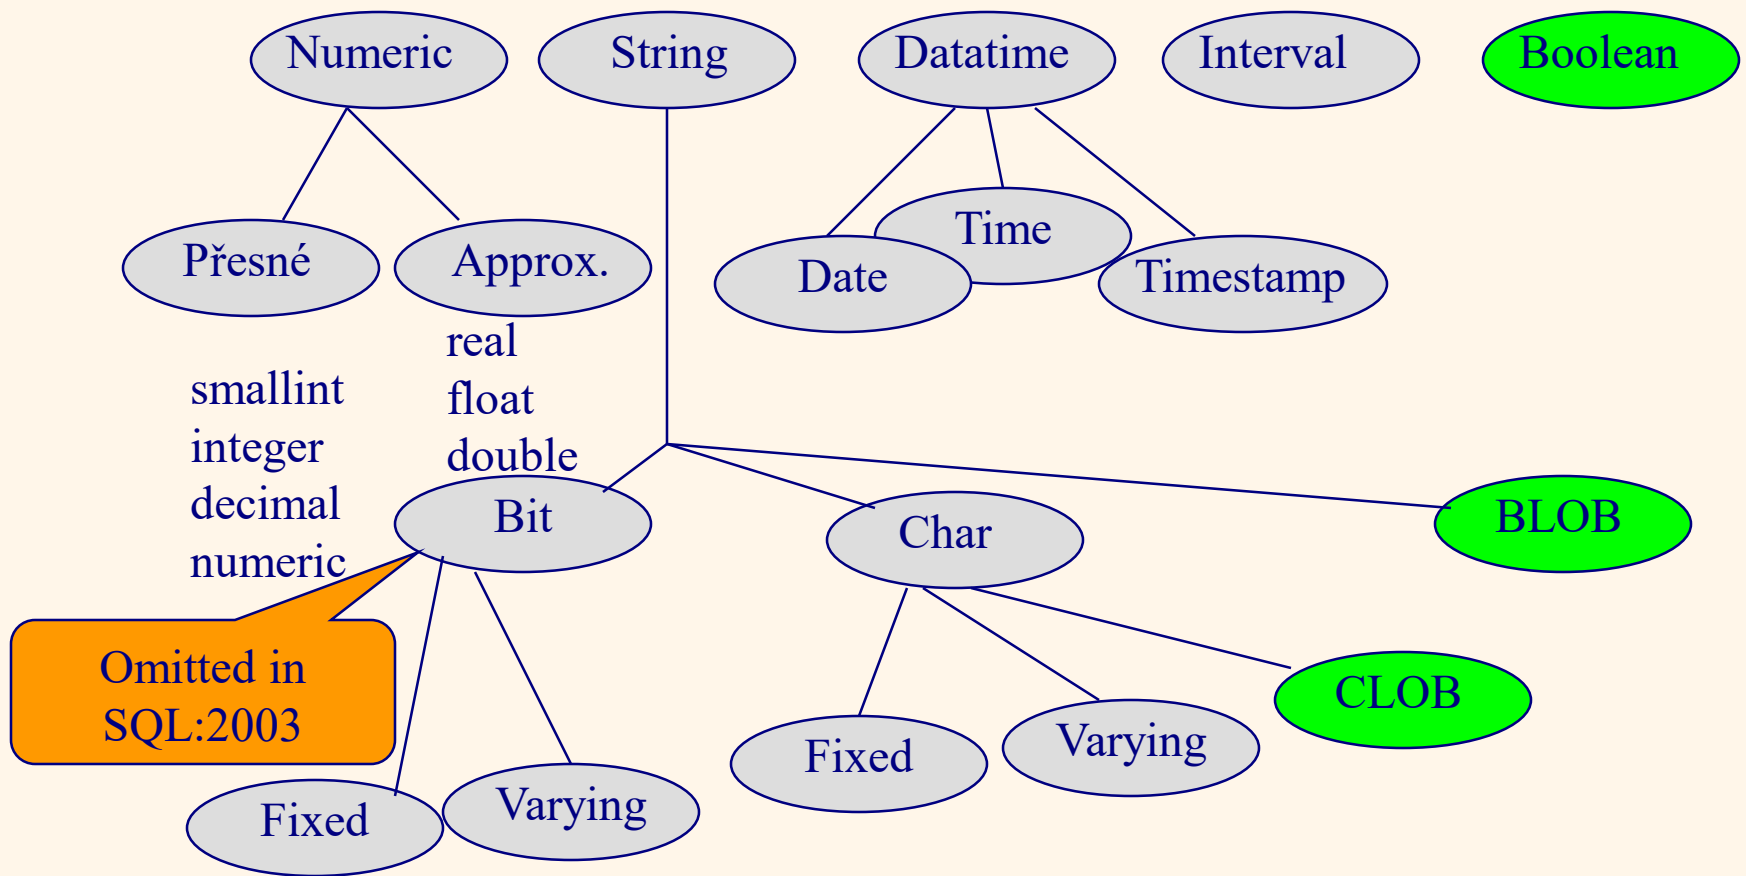 Numeric
String
Datatime
Interval
Boolean
Přesné
Approx.
Date
Time
Timestamp
smallint
integer
decimal
numeric
real
float
double
Bit
Char
BLOB
Omitted in
SQL:2003
Fixed
Varying
Fixed
Varying
CLOB